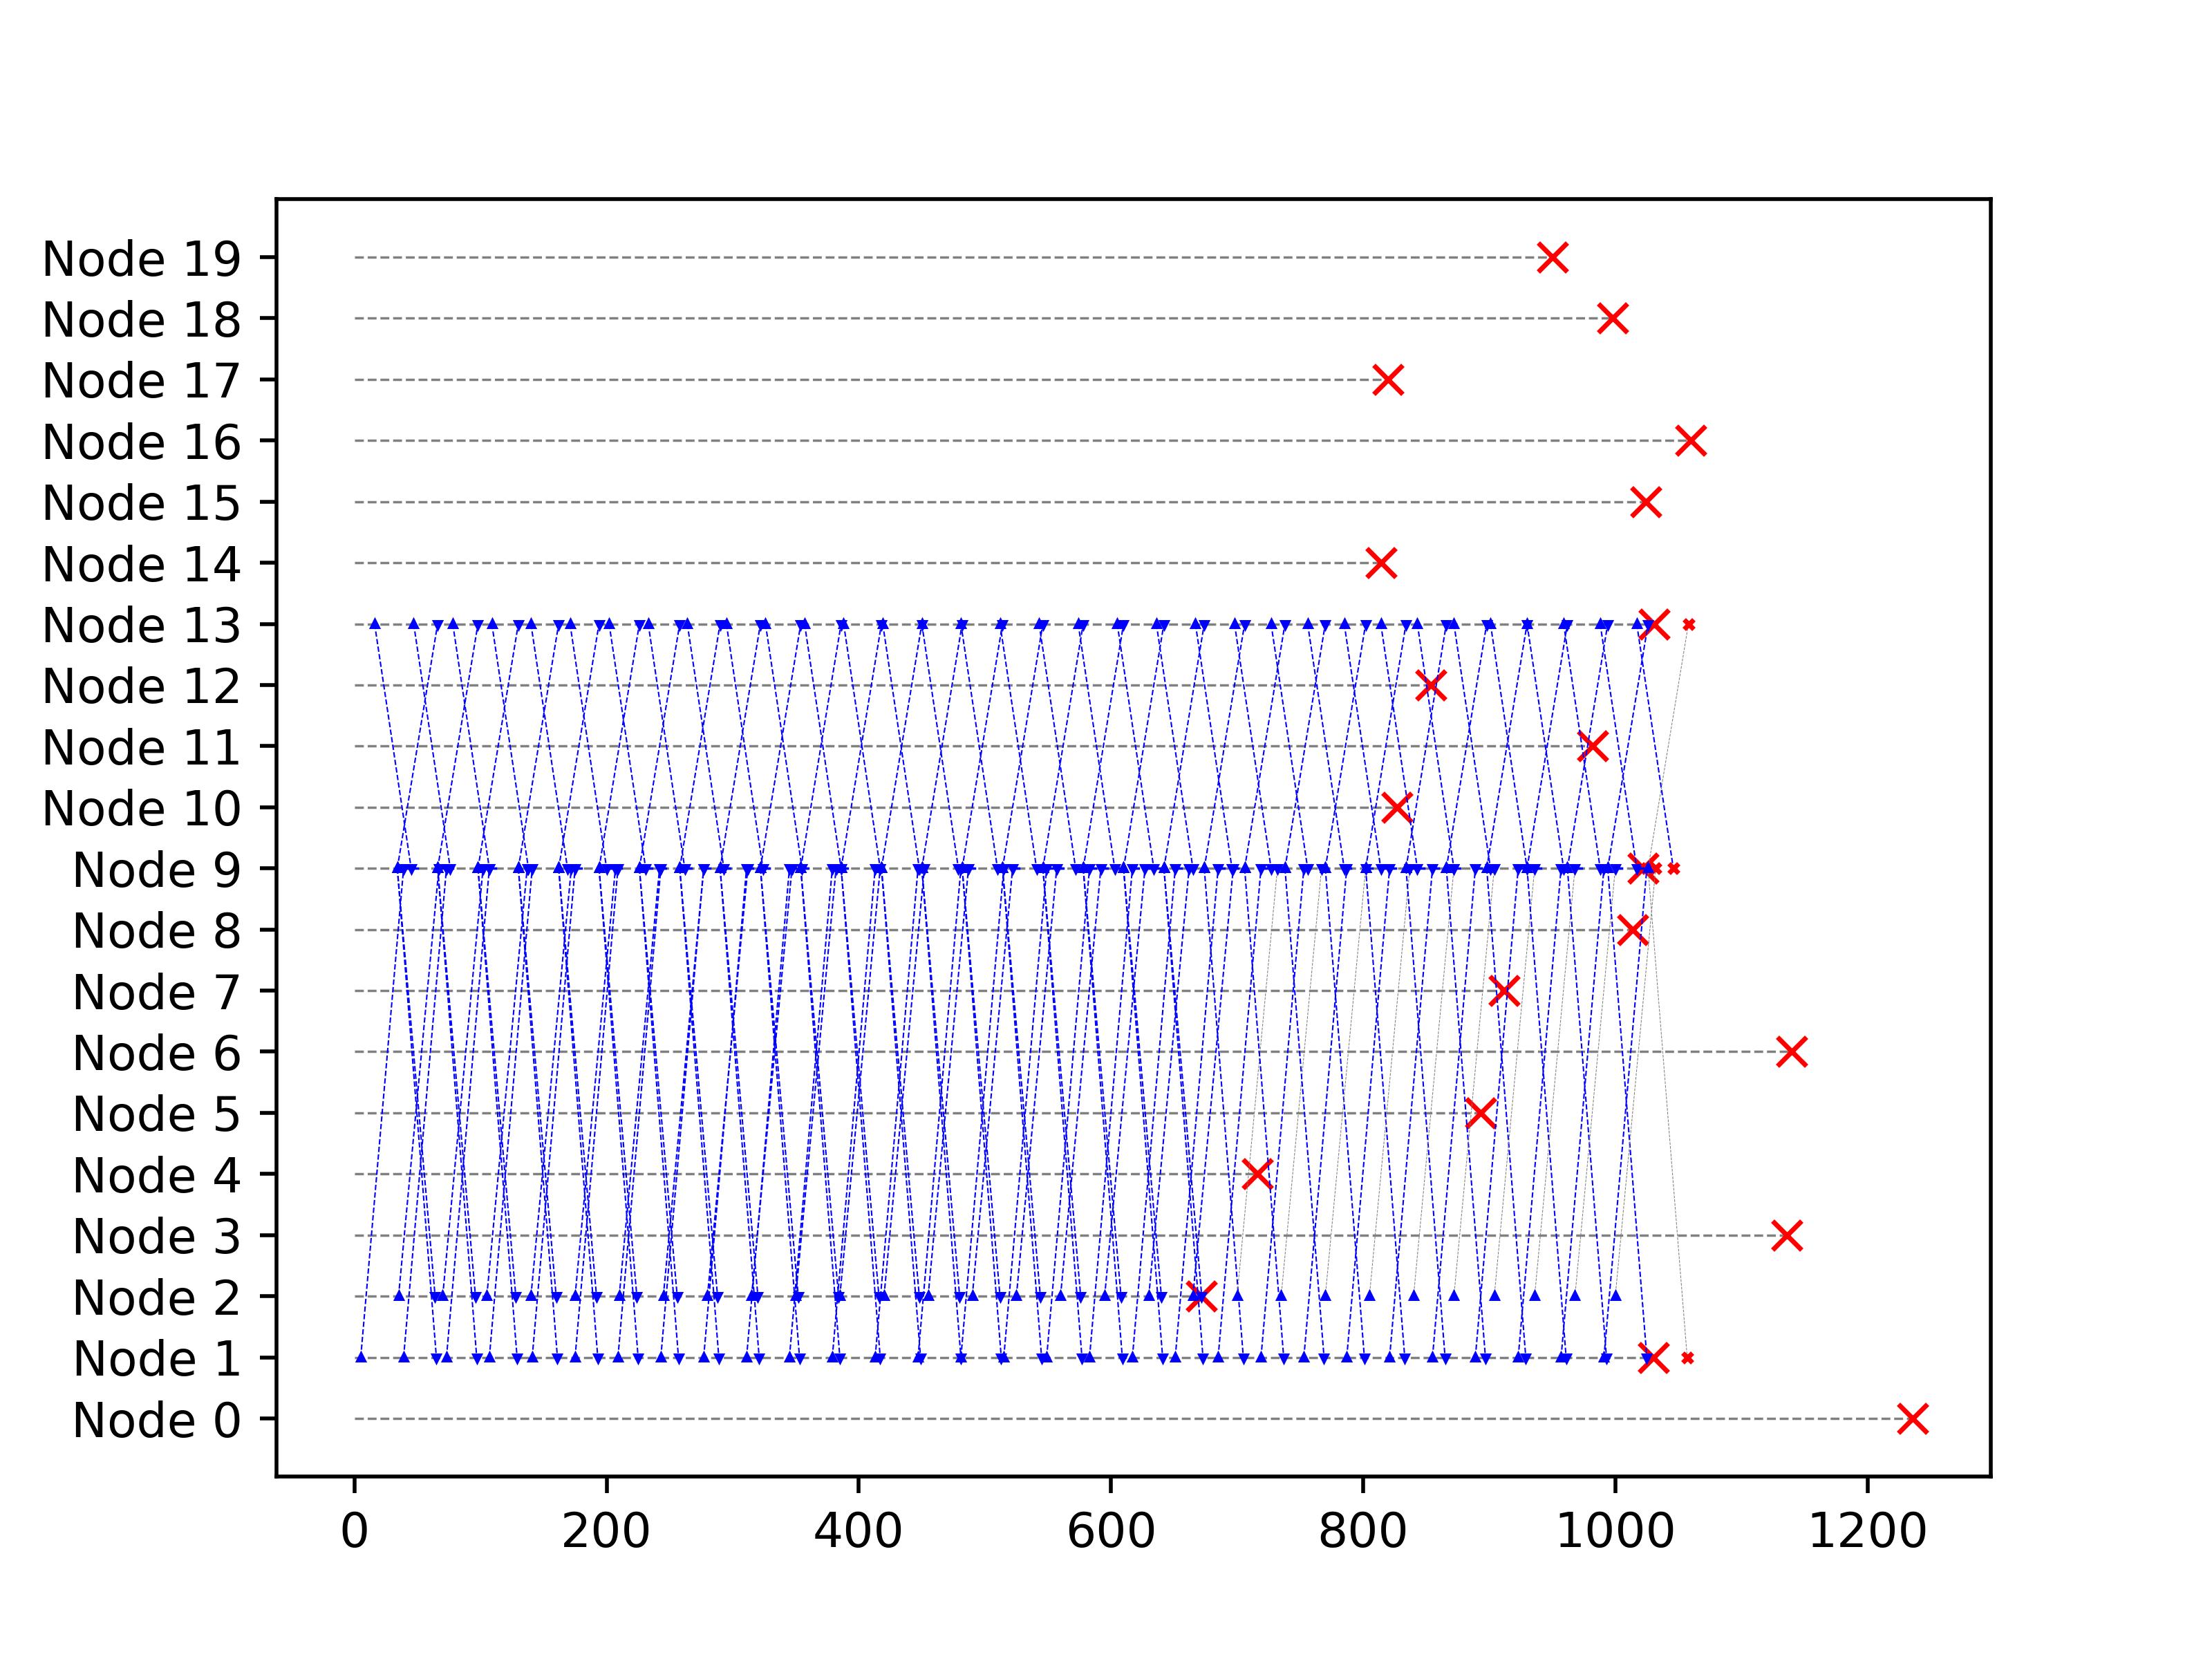 Node 19
Node 18
Node 17
Node 16
Node 15
Node 14
Node 13
Node 12
Node 11
Node 10
Node 9
Node 8
Node 7
Node 6
Node 5
Node 4
Node 3
Node 2
Node 1
Node 0
0 200 400 600 800 1000 1200